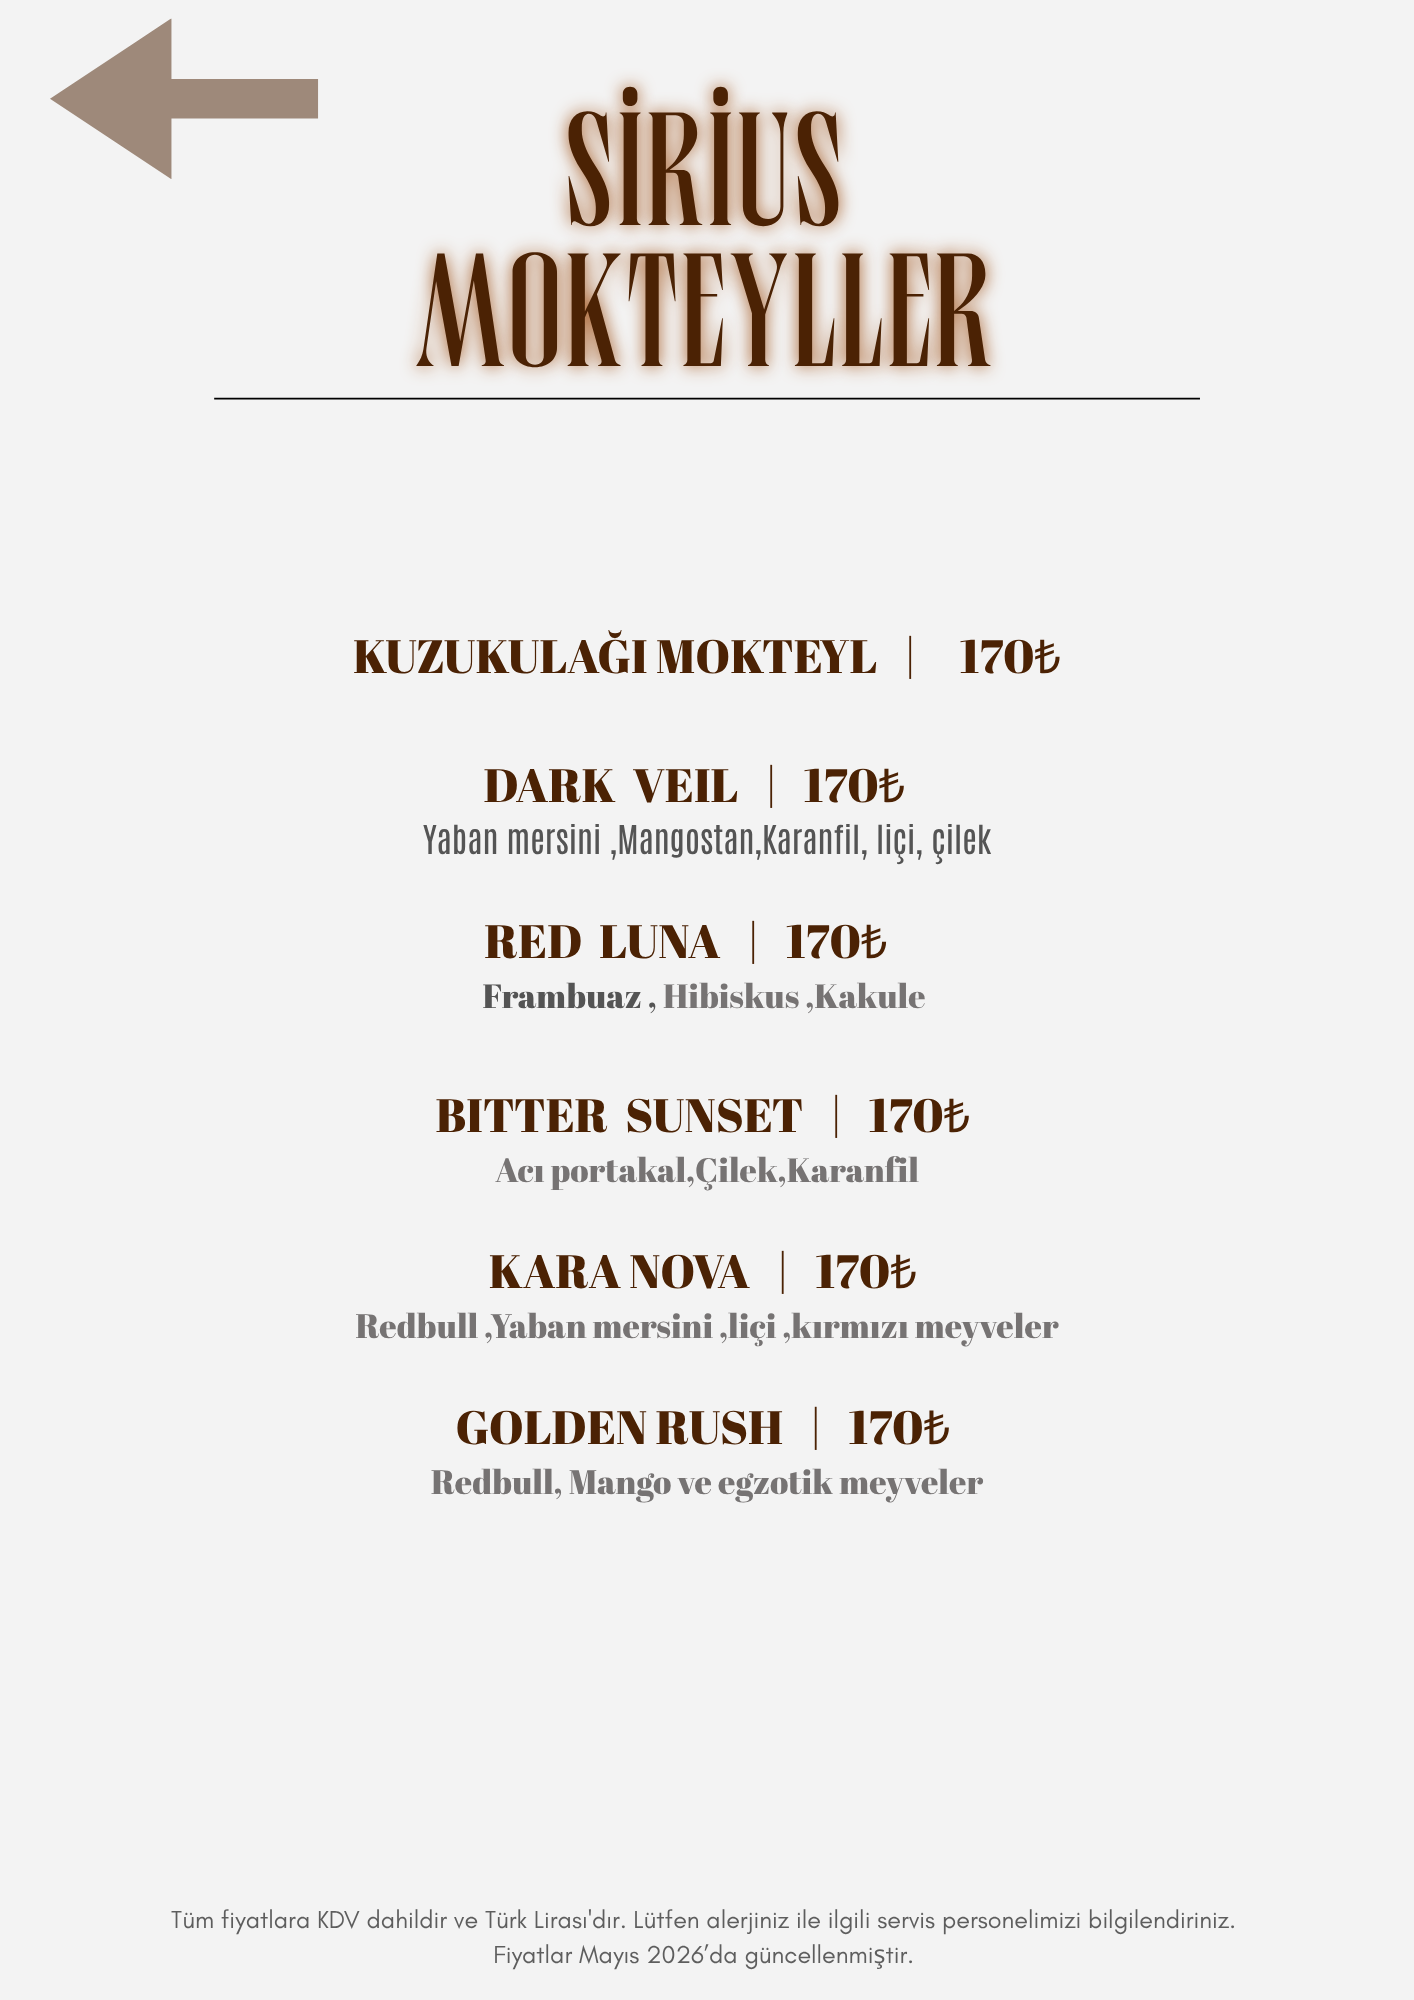 SİRİUS
MOKTEYLLER
KUZUKULAĞI MOKTEYL | 170₺
DARK VEIL | 170₺
Yaban mersini ,Mangostan,Karanfil, liçi, çilek
RED LUNA | 170₺
Frambuaz , Hibiskus ,Kakule
BITTER SUNSET | 170₺
Acı portakal,Çilek,Karanfil
KARA NOVA | 170₺
Redbull ,Yaban mersini ,liçi ,kırmızı meyveler
GOLDEN RUSH | 170₺
Redbull, Mango ve egzotik meyveler
Tüm fiyatlara KDV dahildir ve Türk Lirası'dır. Lütfen alerjiniz ile ilgili servis personelimizi bilgilendiriniz.
Fiyatlar Mayıs 2026’da güncellenmiştir.